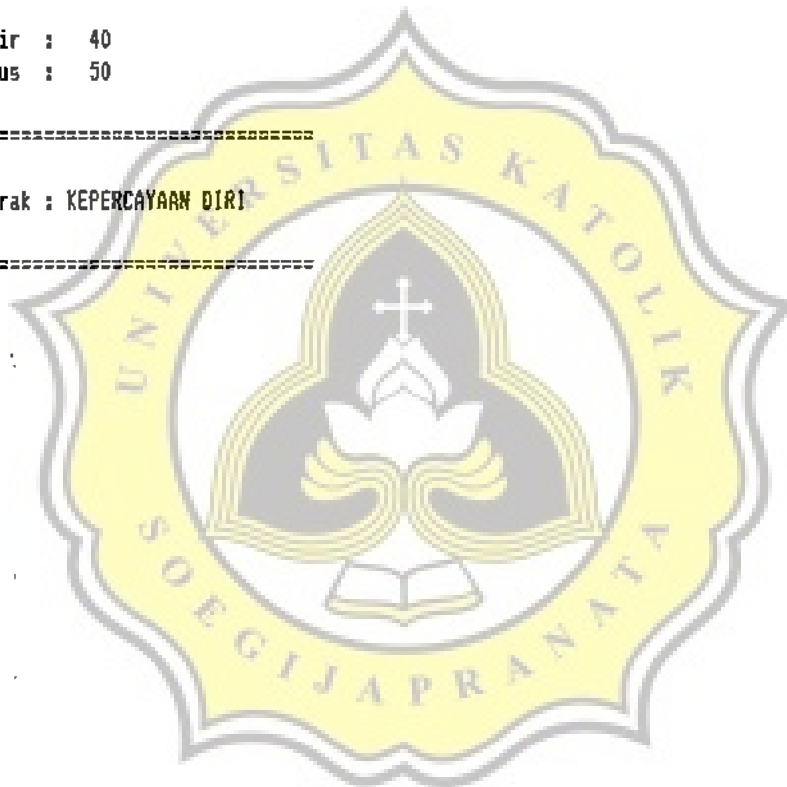 ir : 40
us : 50
============================
rak : KEPERCAYAAN DIRI
============================
UNIVERSITAS KATOLIK
SOEGIJAPRANATA